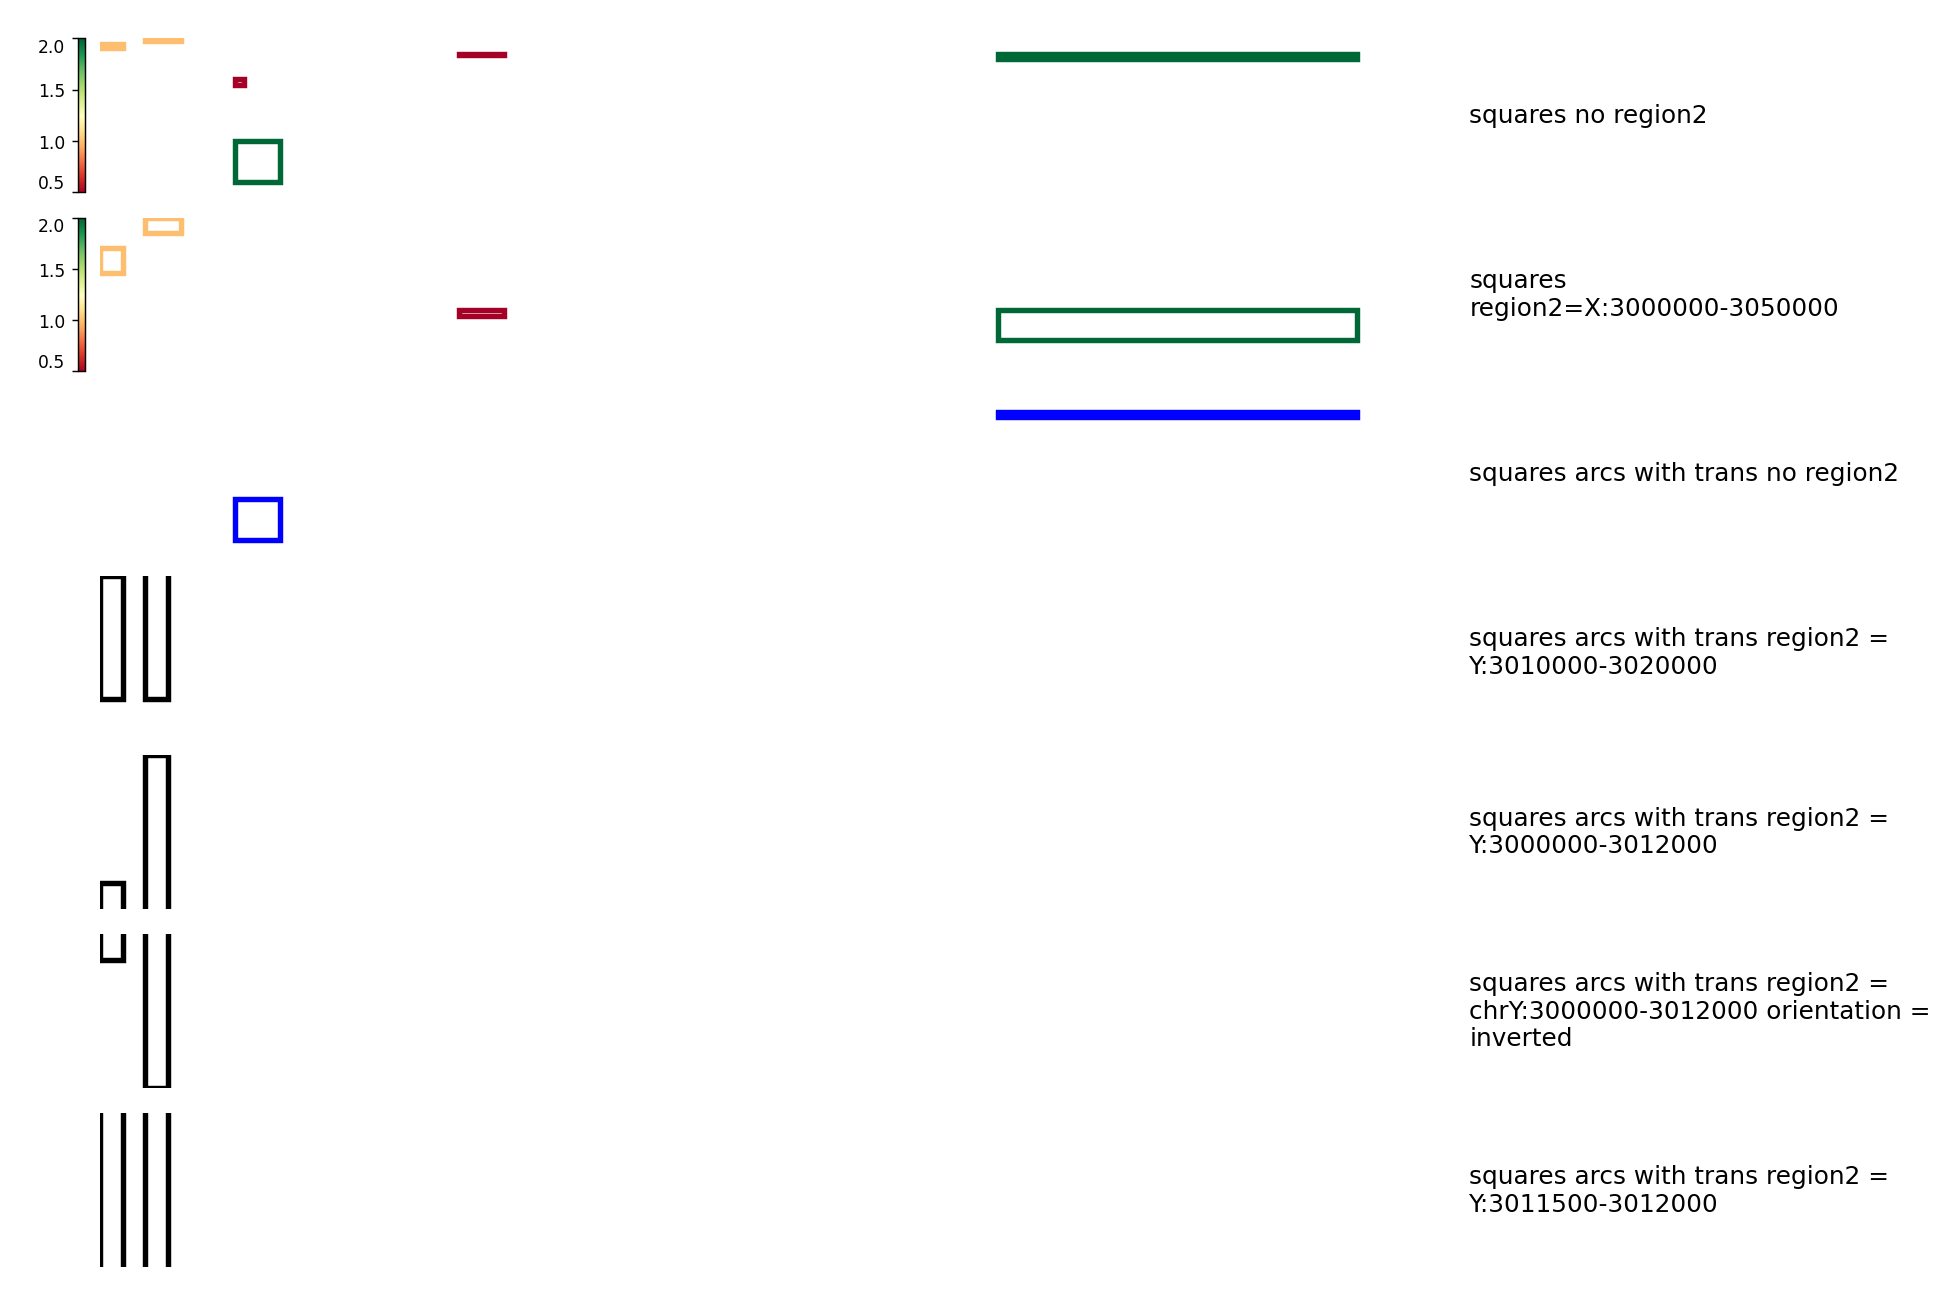 2.0
1.5
1.0
0.5
squares no region2
2.0
1.5
1.0
0.5
squares
region2=X:3000000-3050000
squares arcs with trans no region2
squares arcs with trans region2 =
Y:3010000-3020000
squares arcs with trans region2 =
Y:3000000-3012000
squares arcs with trans region2 =
chrY:3000000-3012000 orientation =
inverted
squares arcs with trans region2 =
Y:3011500-3012000